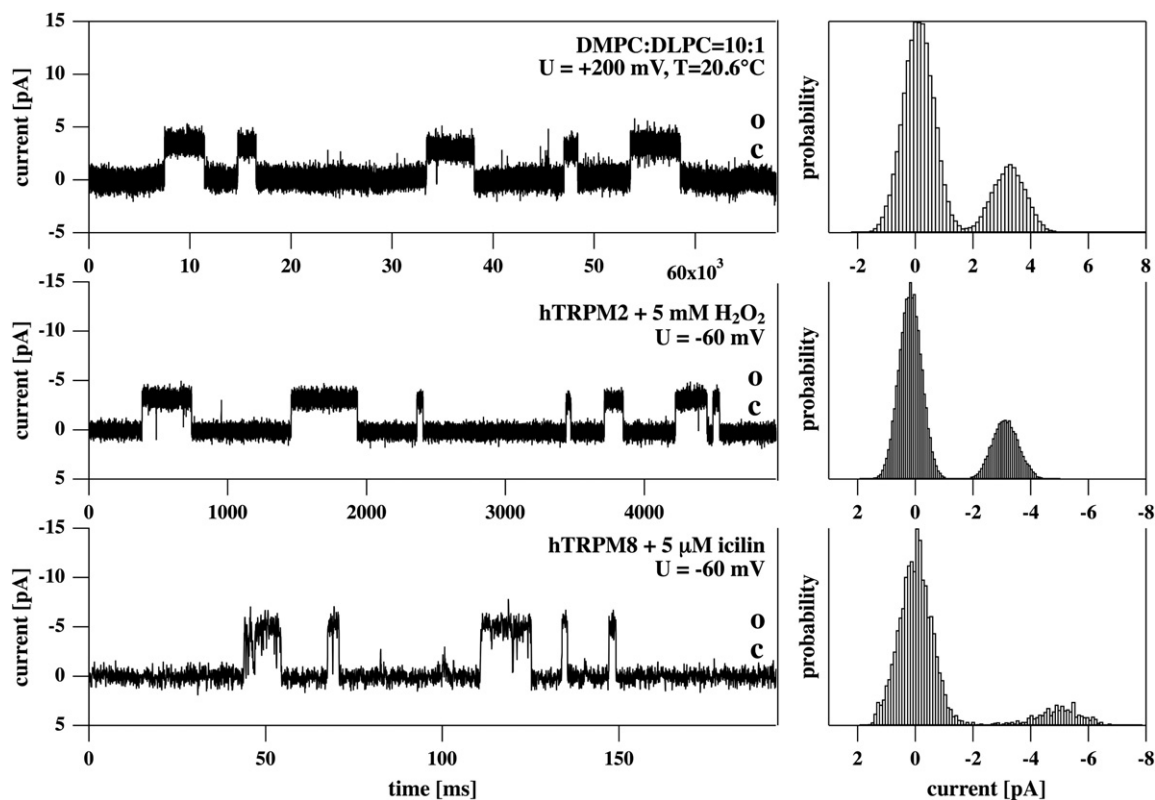 15
10
5
0
-5
current [pA]
DMPC:DLPC=10:1
U = +200 mV, T=20.6°C
o
c
0
10
20
30
40
50
60x10³
probability
-2
0
2
4
6
8
-15
-10
-5
0
5
current [pA]
hTRPM2 + 5 mM H₂O₂
U = -60 mV
o
c
0
1000
2000
3000
4000
probability
2
0
-2
-4
-6
-8
-15
-10
-5
0
5
current [pA]
hTRPM8 + 5 μM icilin
U = -60 mV
o
c
0
50
100
150
time [ms]
probability
2
0
-2
-4
-6
-8
current [pA]